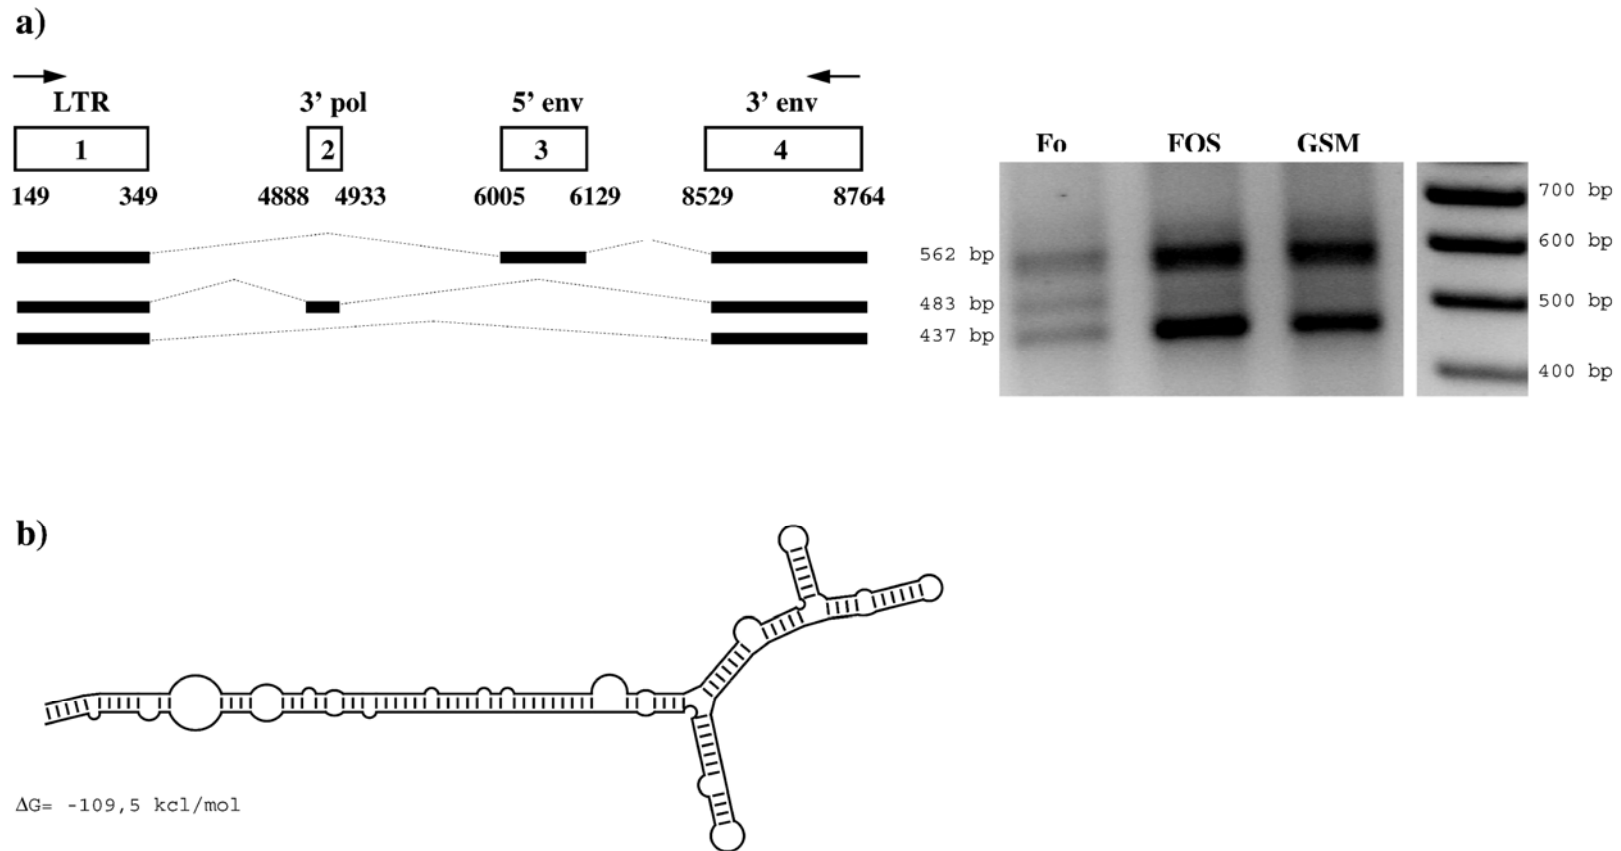 a)
LTR 3' pol 5' env 3' env
1 2 3 4
149 349 4888 4933 6005 6129 8529 8764
Fo FOS GSM
562 bp
483 bp
437 bp
700 bp
600 bp
500 bp
400 bp
b)
ΔG= -109,5 kcl/mol